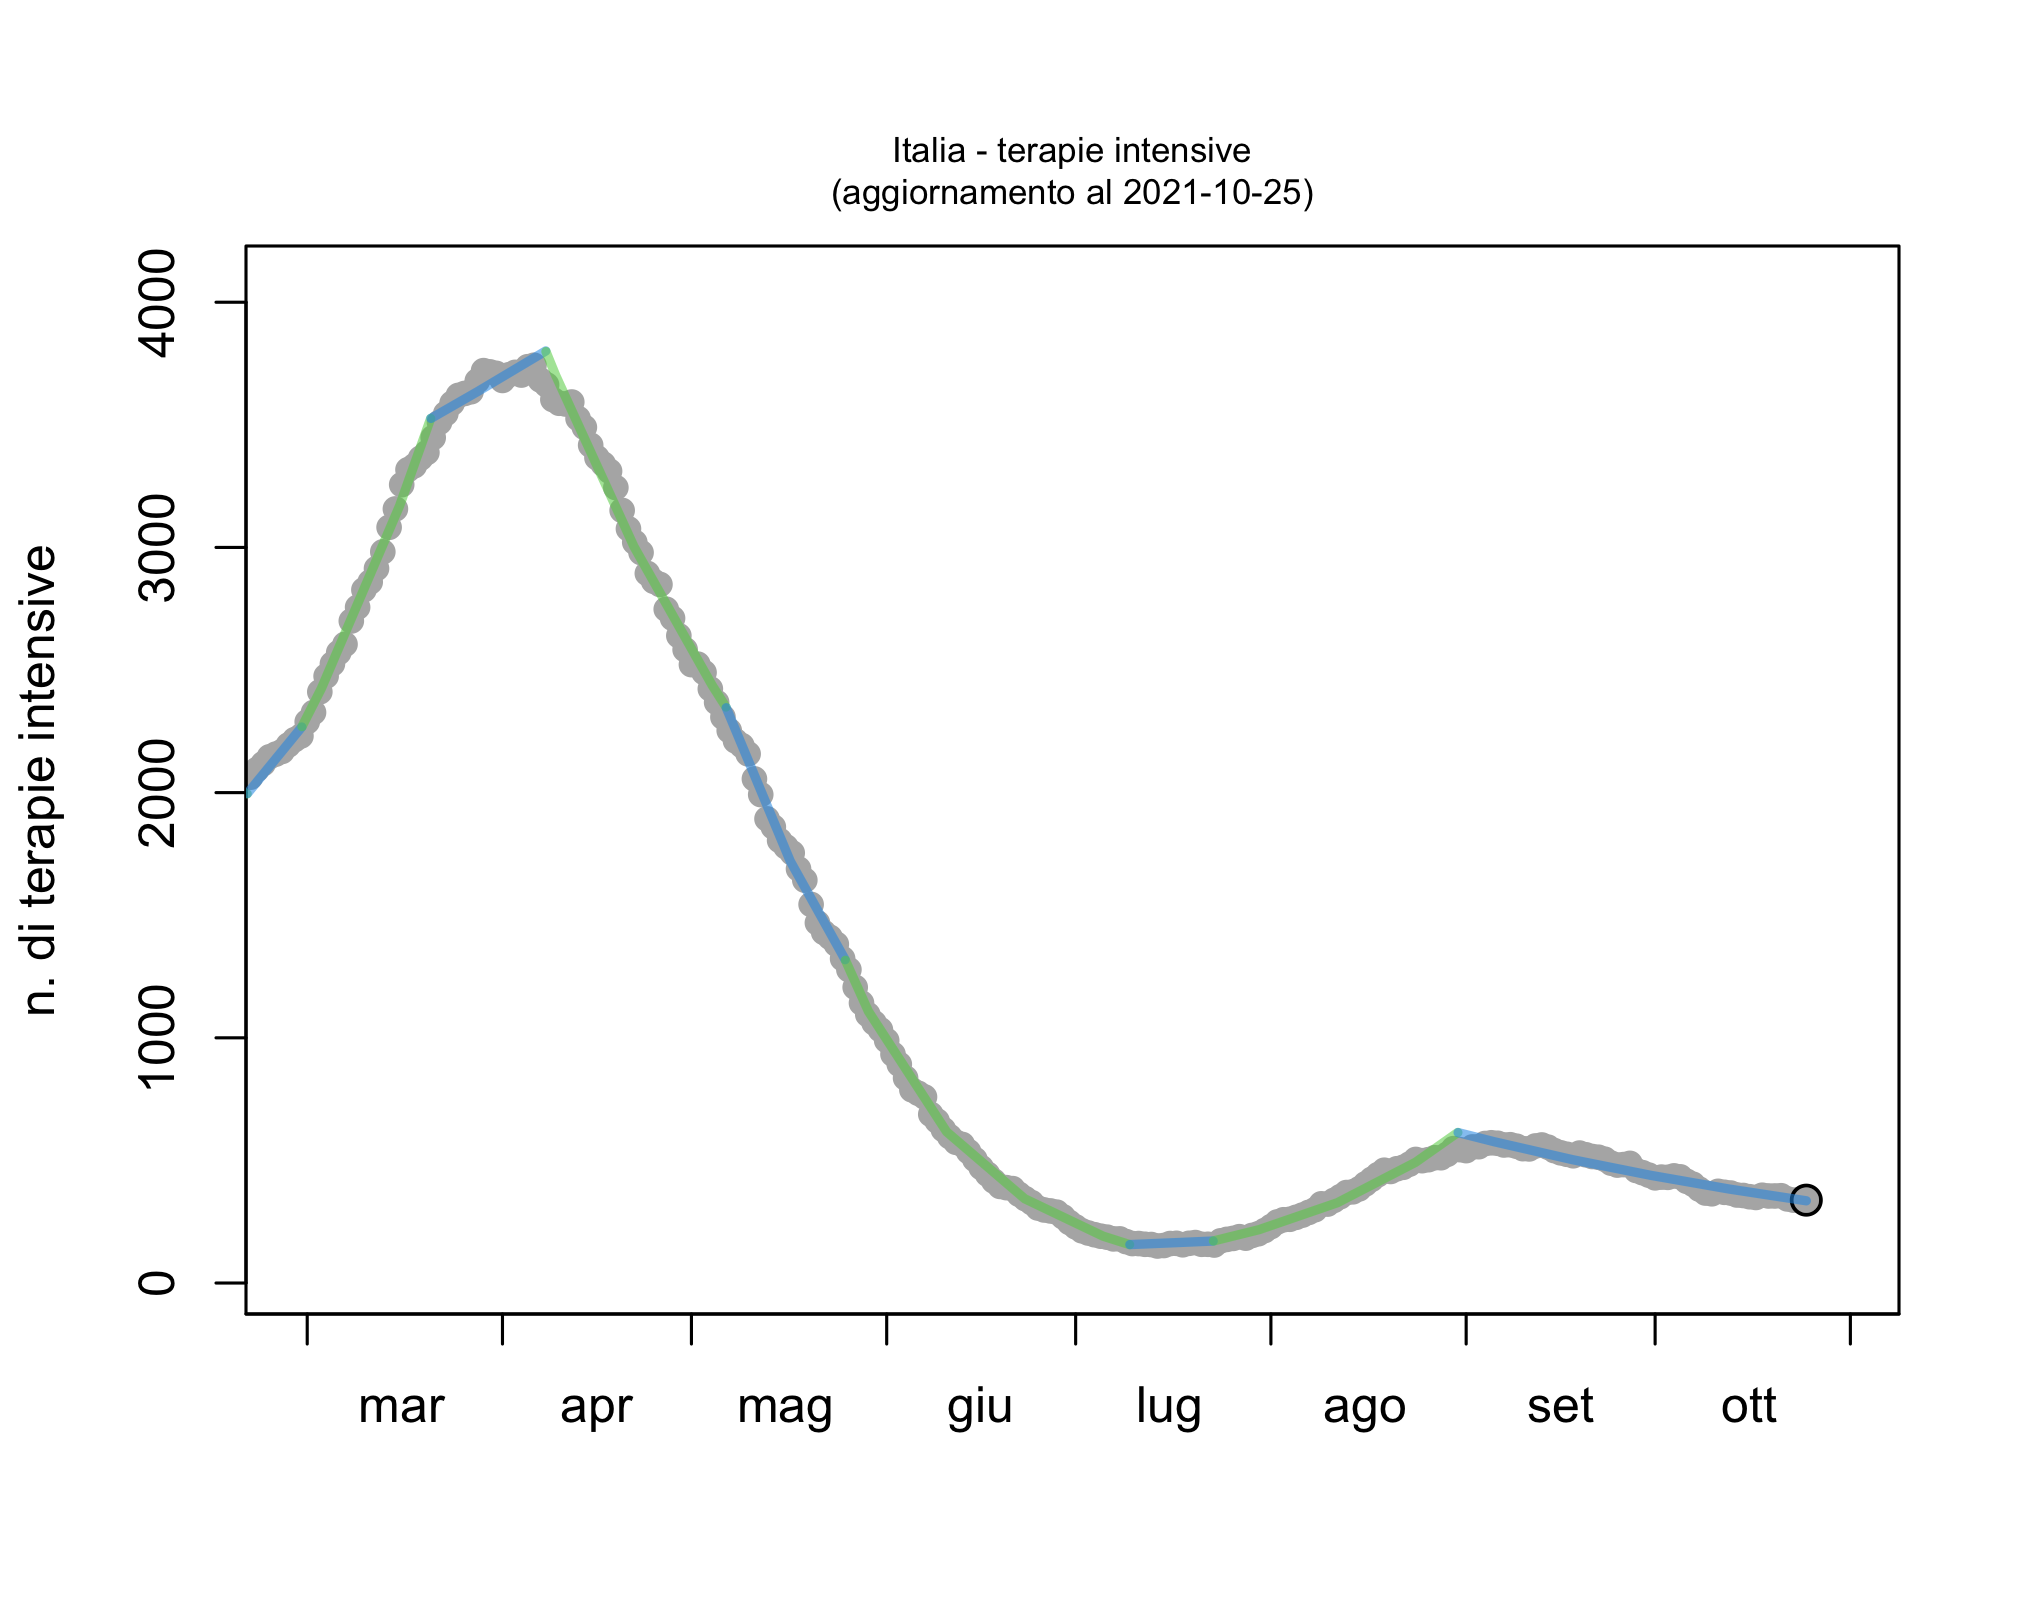 Italia - terapie intensive
(aggiornamento al 2021-10-25)
n. di terapie intensive
4000
3000
2000
1000
0
mar apr mag giu lug ago set ott